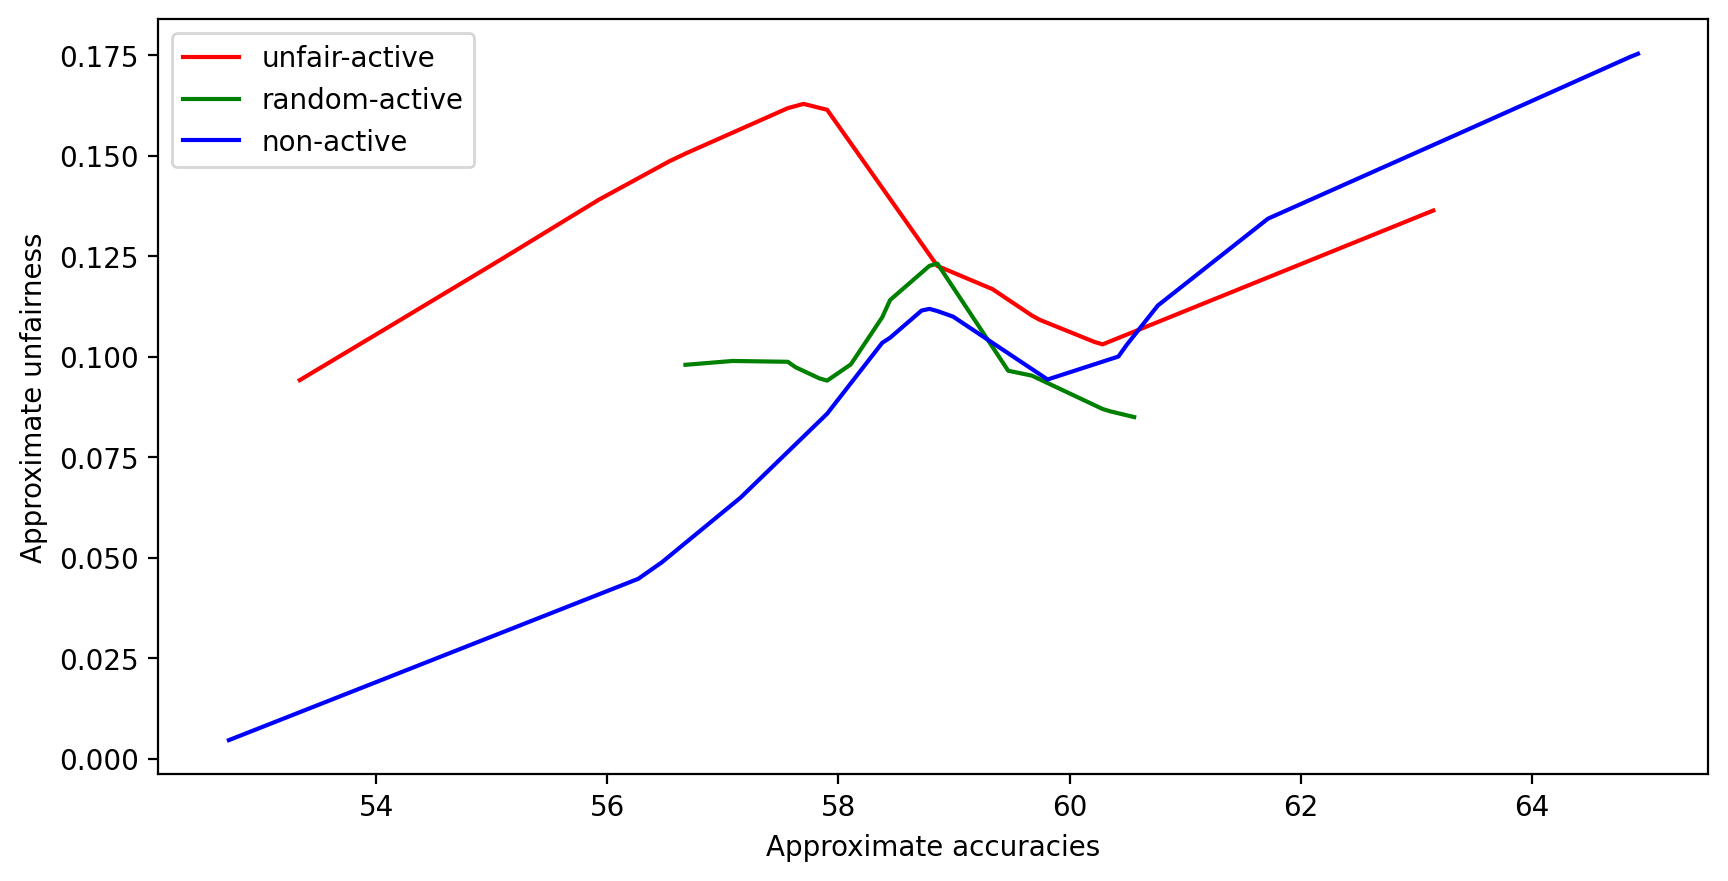 unfair-active
random-active
non-active
0.175
0.150
0.125
0.100
0.075
0.050
0.025
0.000
Approximate unfairness
54 56 58 60 62 64
Approximate accuracies